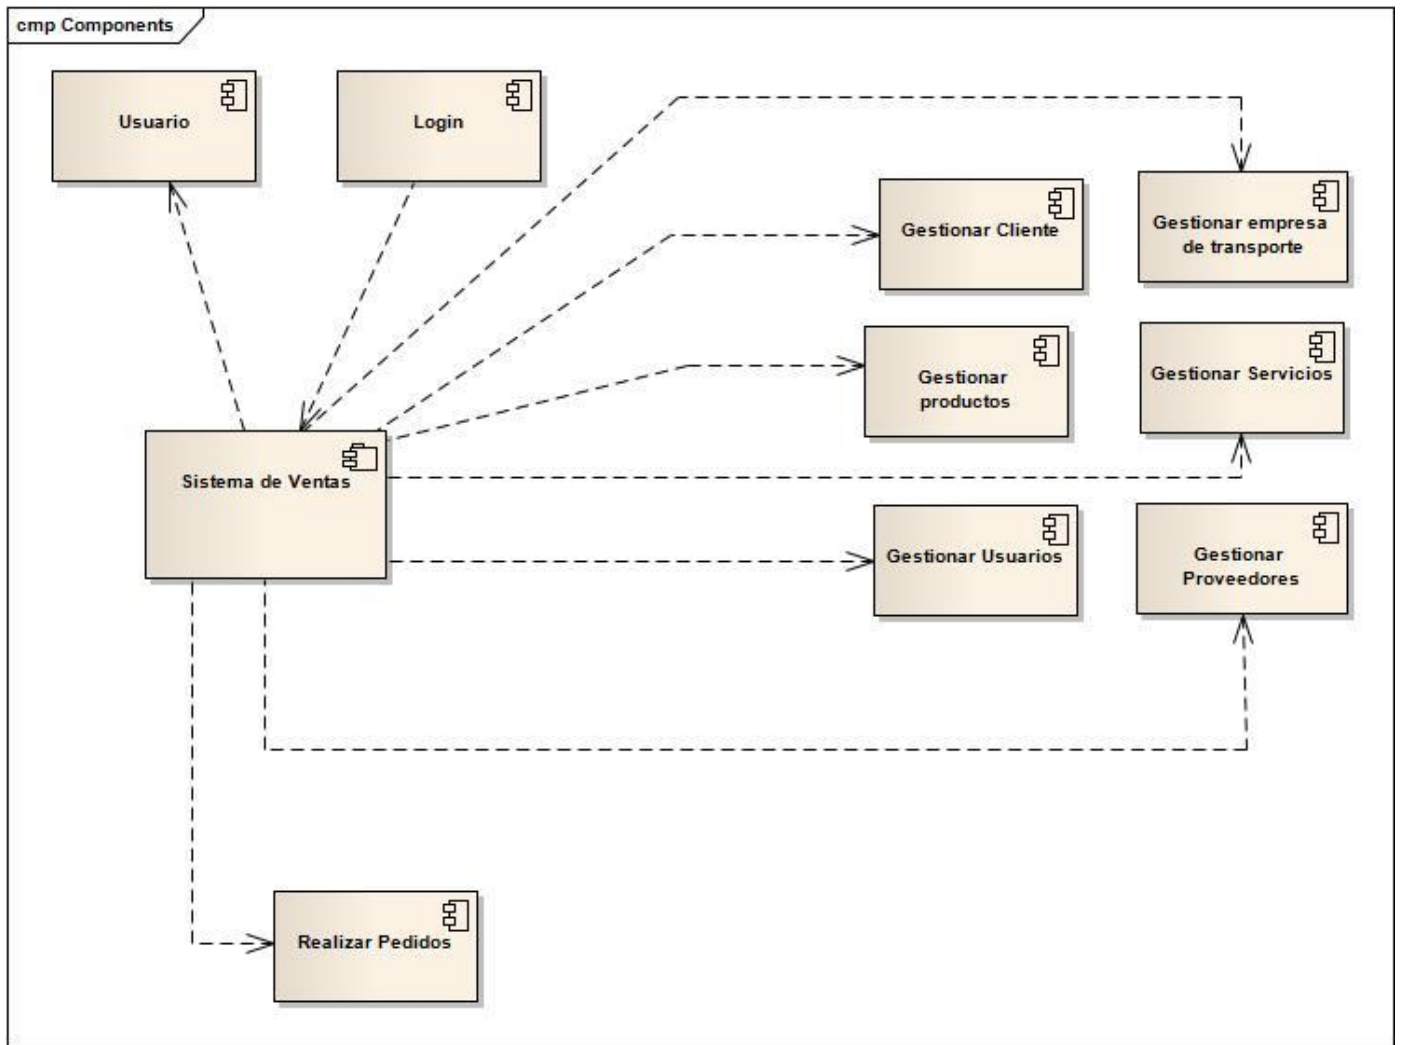 cmp Components
Usuario
Login
Gestionar Cliente
Gestionar empresa
de transporte
Gestionar
productos
Gestionar Servicios
Sistema de Ventas
Gestionar Usuarios
Gestionar
Proveedores
Realizar Pedidos